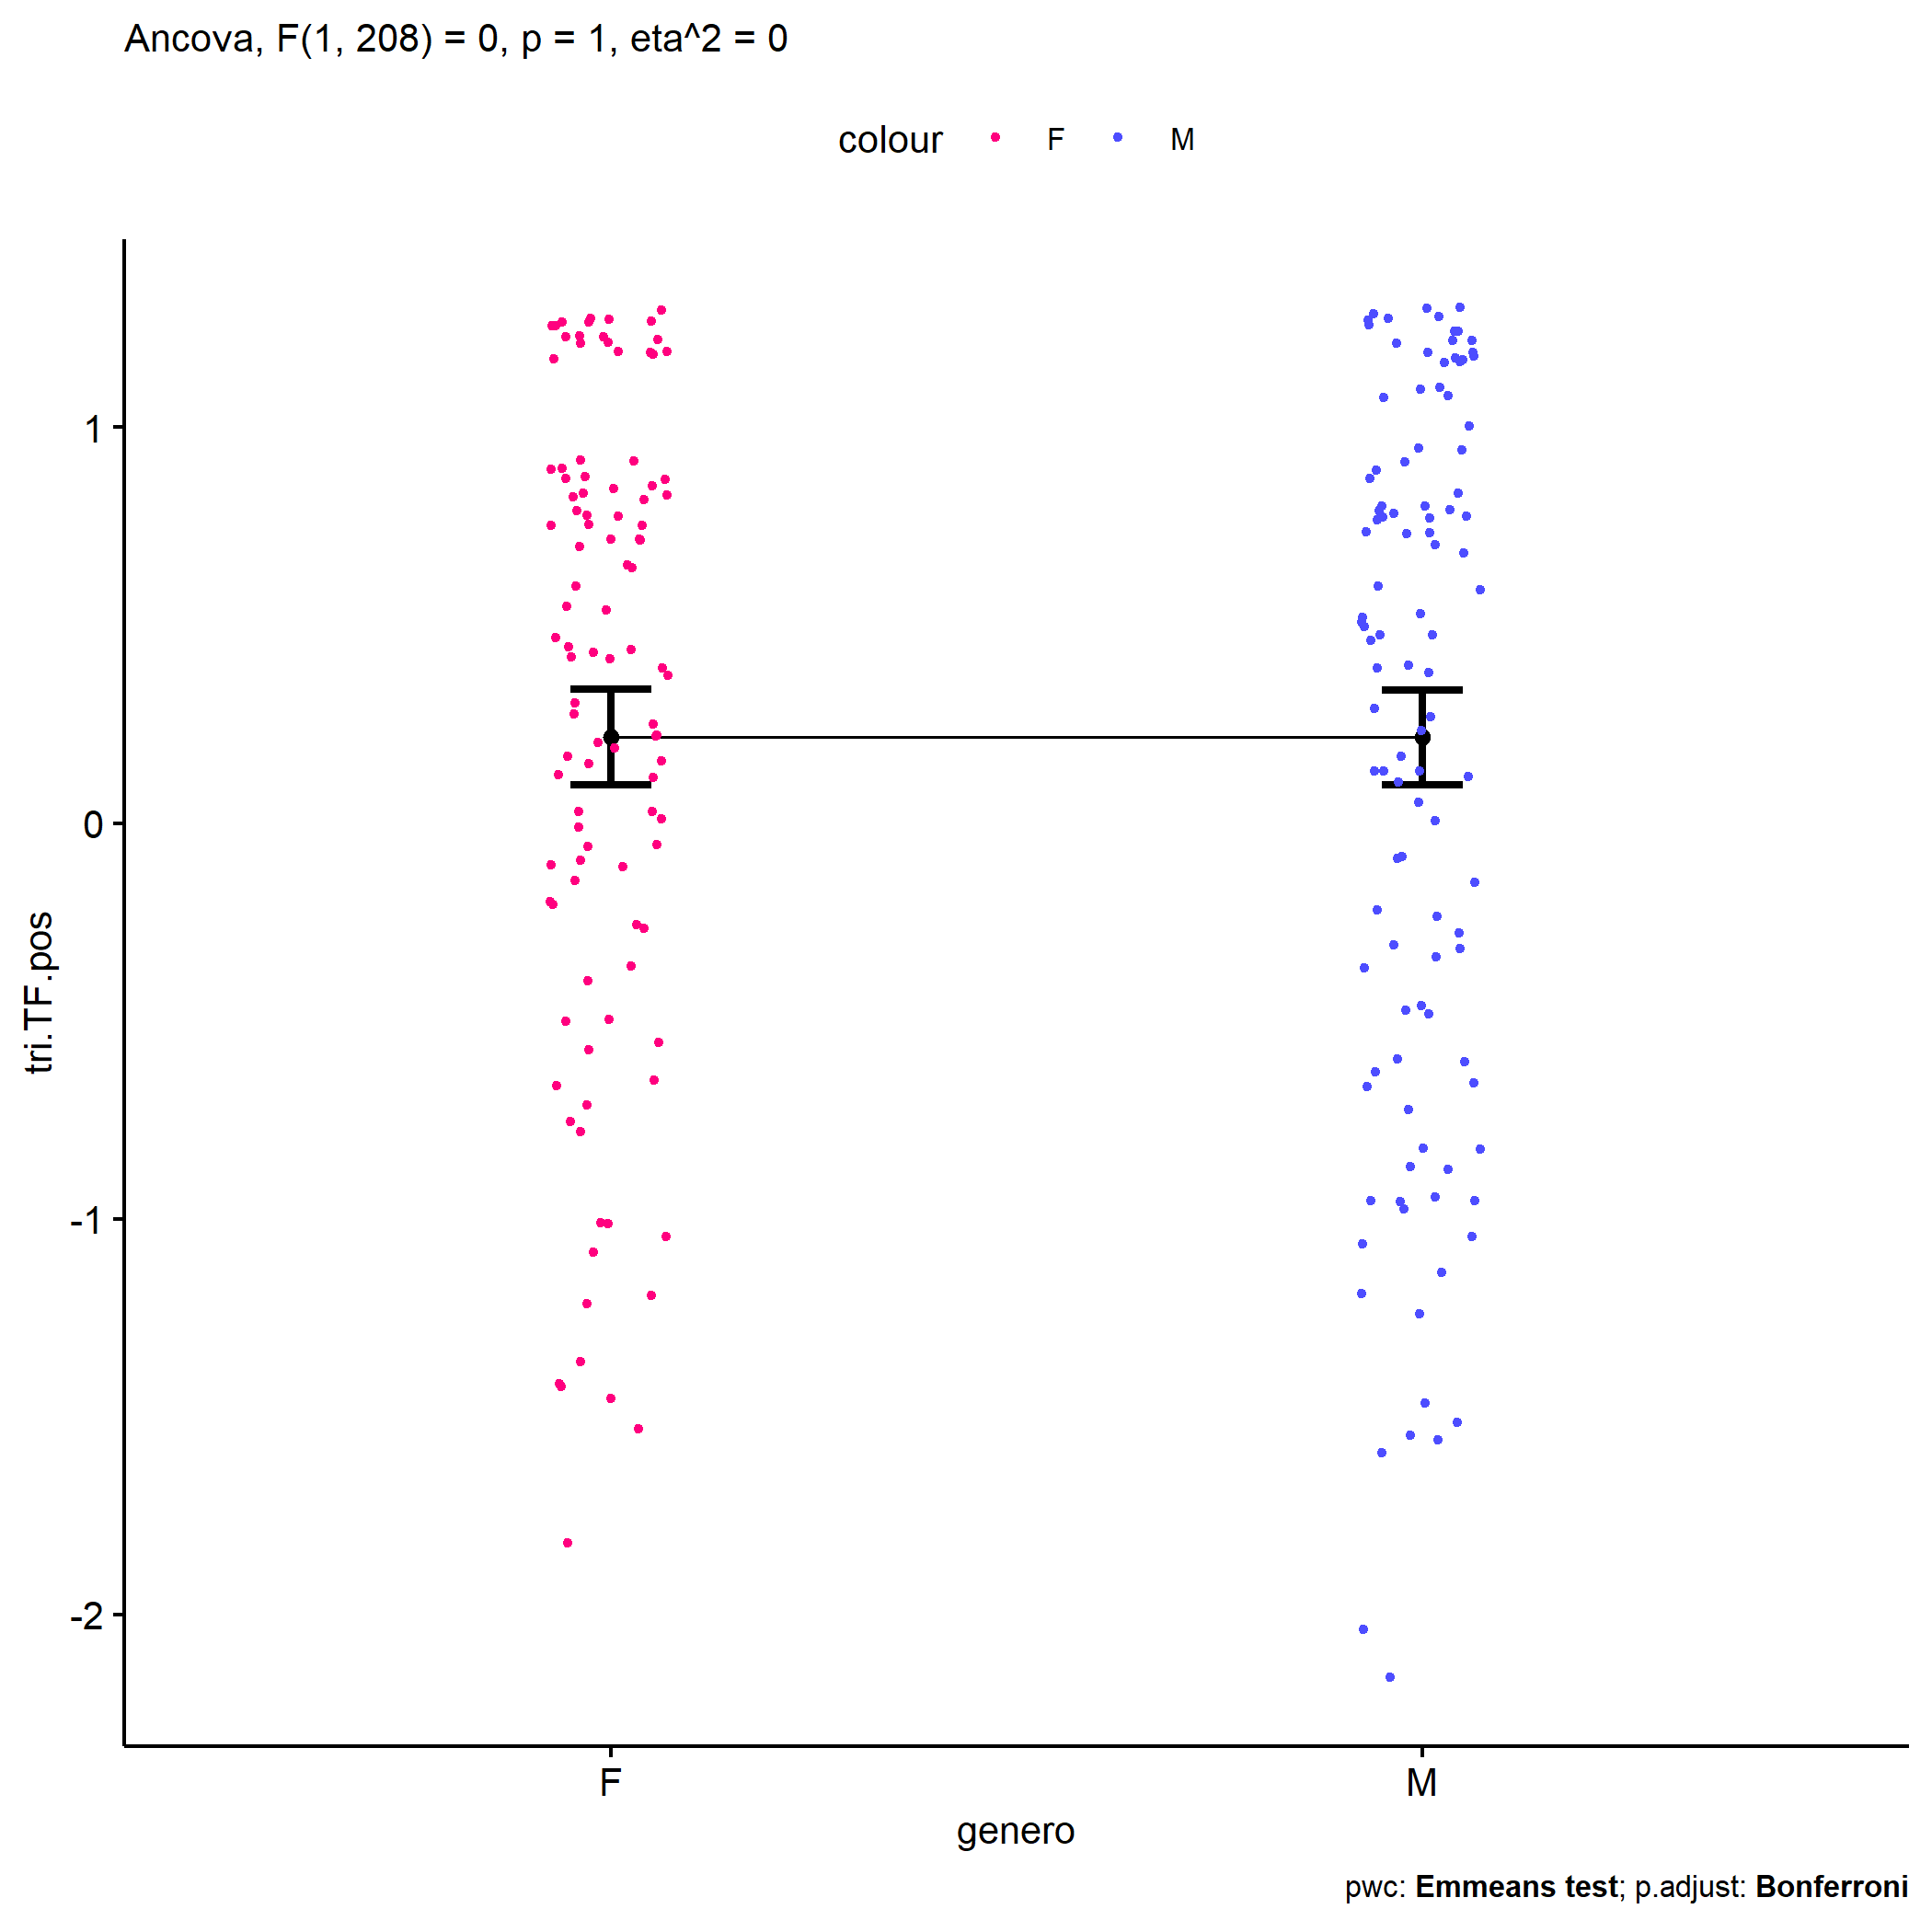 Ancova, F(1, 208) = 0, p = 1, eta^2 = 0
colour F M
1
0
-1
-2
tri.TF.pos
F M
genero
pwc: Emmeans test; p.adjust: Bonferroni